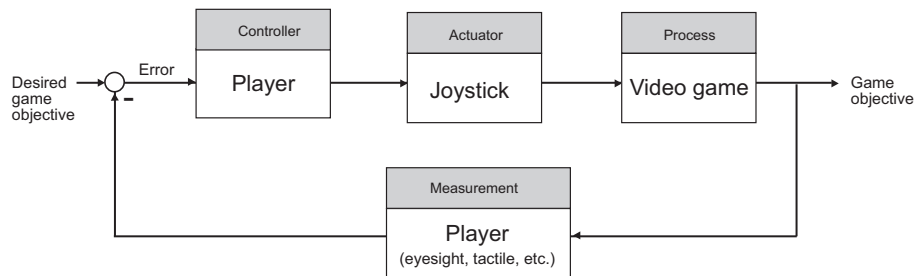 Controller
Actuator
Process
Desired
game
objective
Error
Player
Joystick
Video game
Game
objective
-
Measurement
Player
(eyesight, tactile, etc.)